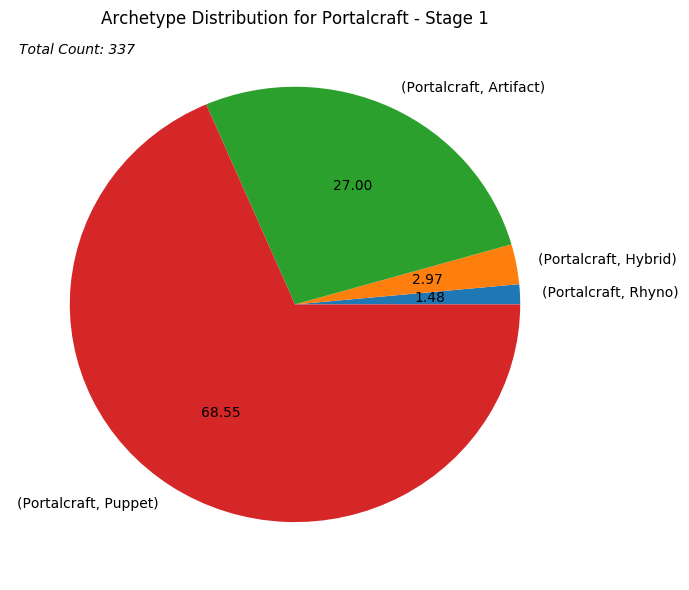 Archetype Distribution for Portalcraft - Stage 1
Total Count: 337
(Portalcraft, Artifact)
27.00
(Portalcraft, Hybrid)
2.97
(Portalcraft, Rhyno)
1.48
68.55
(Portalcraft, Puppet)